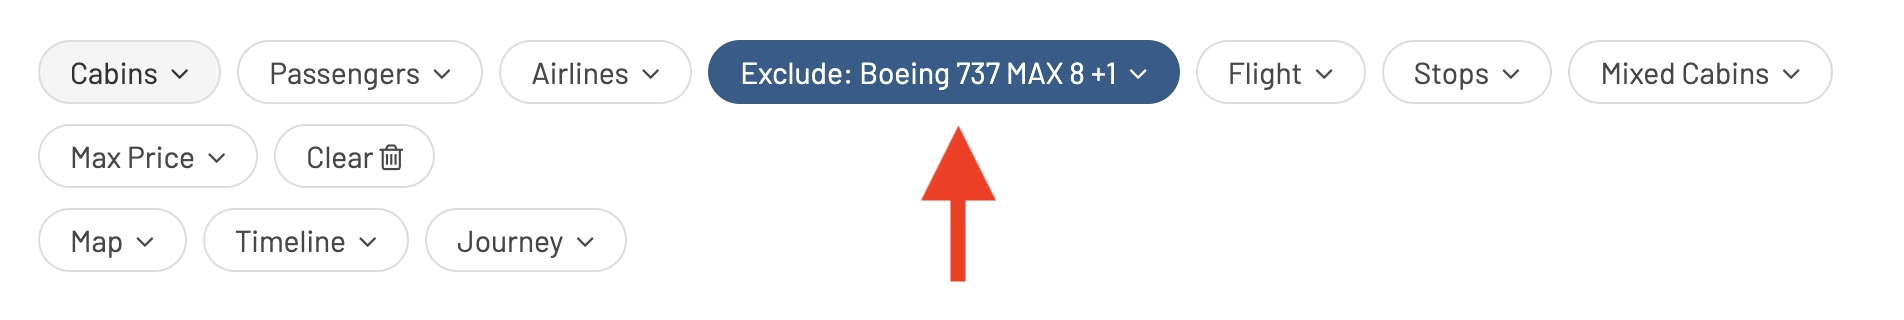 Cabins Passengers Airlines Exclude: Boeing 737 MAX 8 +1 Flight Stops Mixed Cabins
Max Price Clear
Map Timeline Journey